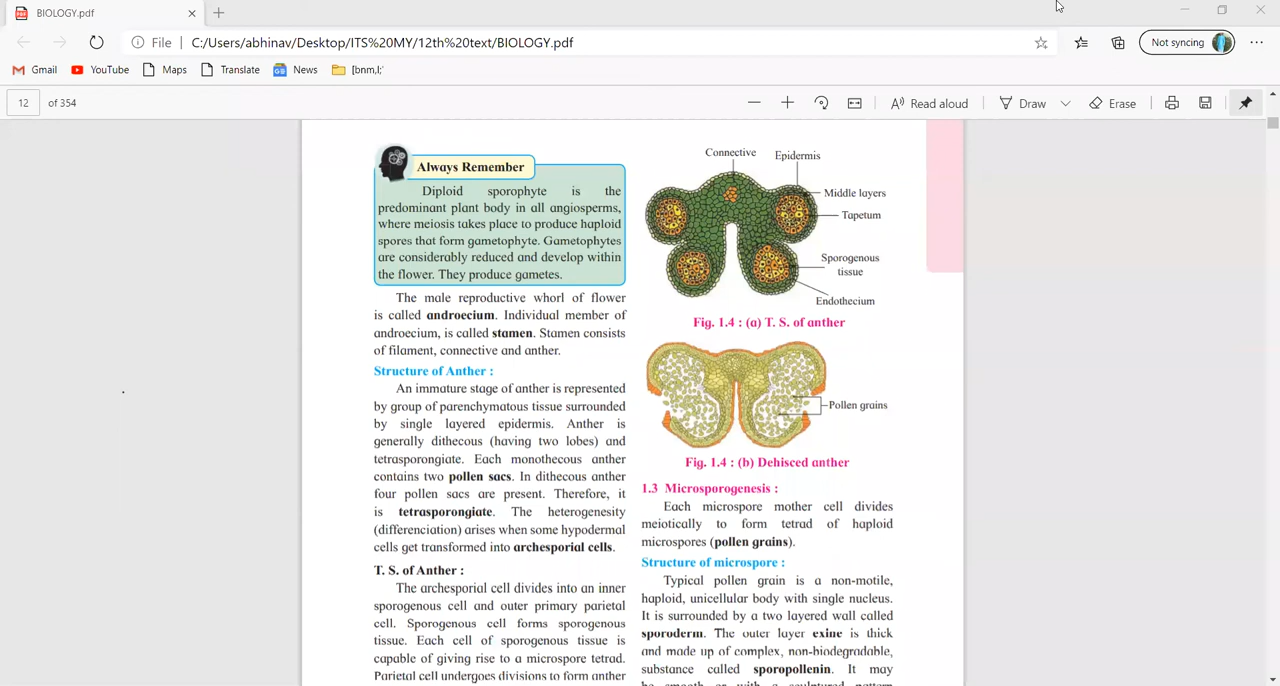 BIOLOGY.pdf
File | C:/Users/abhinav/Desktop/ITS%20MY/12th%20text/BIOLOGY.pdf
Not syncing
Gmail YouTube Maps Translate News [bnm,l;'
12 of 354
Read aloud Draw Erase
Always Remember
Diploid sporophyte is the
predominant plant body in all angiosperms,
where meiosis takes place to produce haploid
spores that form gametophyte. Gametophytes
are considerably reduced and develop within
the flower. They produce gametes.
The male reproductive whorl of flower
is called androecium. Individual member of
androecium, is called stamen. Stamen consists
of filament, connective and anther.
Structure of Anther :
An immature stage of anther is represented
by group of parenchymatous tissue surrounded
by single layered epidermis. Anther is
generally dithecous (having two lobes) and
tetrasporongiate. Each monothecous anther
contains two pollen sacs. In dithecous anther
four pollen sacs are present. Therefore, it
is tetrasporongiate. The heterogenesity
(differenciation) arises when some hypodermal
cells get transformed into archesporial cells.
T. S. of Anther :
The archesporial cell divides into an inner
sporogenous cell and outer primary parietal
cell. Sporogenous cell forms sporogenous
tissue. Each cell of sporogenous tissue is
capable of giving rise to a microspore tetrad.
Parietal cell undergoes divisions to form anther
Connective
Epidermis
Middle layers
Tapetum
Sporogenous
tissue
Endothecium
Fig. 1.4 : (a) T. S. of anther
Pollen grains
Fig. 1.4 : (b) Dehisced anther
1.3 Microsporogenesis :
Each microspore mother cell divides
meiotically to form tetrad of haploid
microspores (pollen grains).
Structure of microspore :
Typical pollen grain is a non-motile,
haploid, unicellular body with single nucleus.
It is surrounded by a two layered wall called
sporoderm. The outer layer exine is thick
and made up of complex, non-biodegradable,
substance called sporopollenin. It may
be smooth or with a sculptured pattern